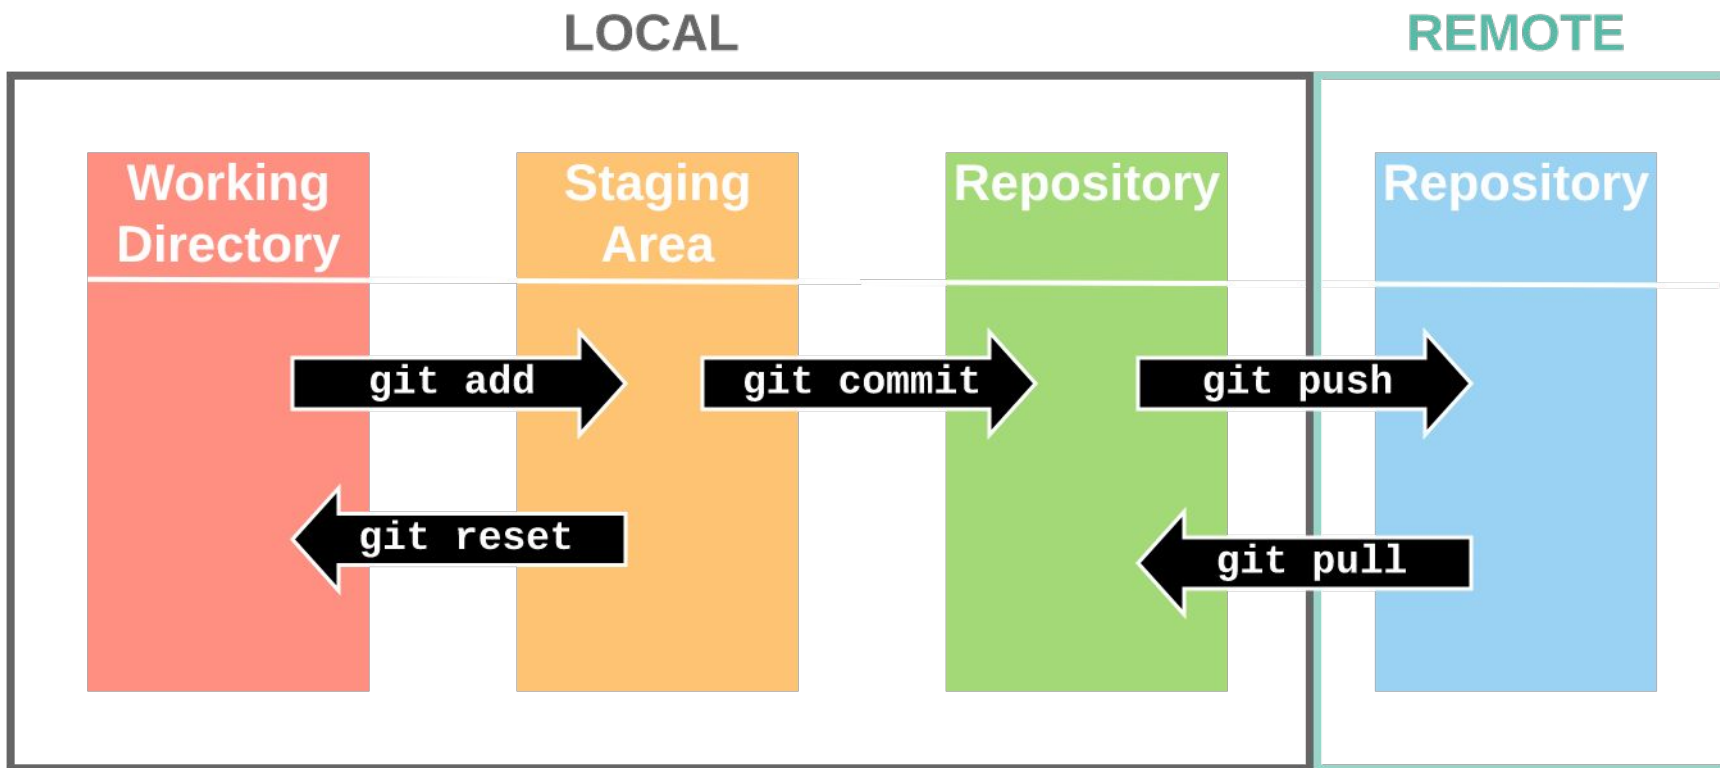 LOCAL
REMOTE
Working
Directory
Staging
Area
Repository
Repository
git add
git commit
git push
git reset
git pull